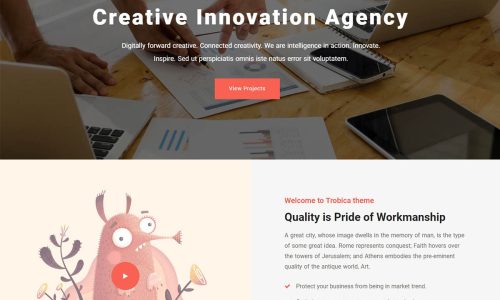 Creative Innovation Agency
Digitally forward creative. Connected creativity. We are intelligence in action. Innovate.
Inspire. Sed ut perspiciatis omnis iste natus error sit voluptatem.
View Projects
Welcome to Trobica theme
Quality is Pride of Workmanship
A great city, whose image dwells in the memory of man, is the type
of some great idea. Rome represents conquest; Faith hovers over
the towers of Jerusalem; and Athens embodies the pre-eminent
quality of the antique world, Art.
Protect your business from being in market trend.